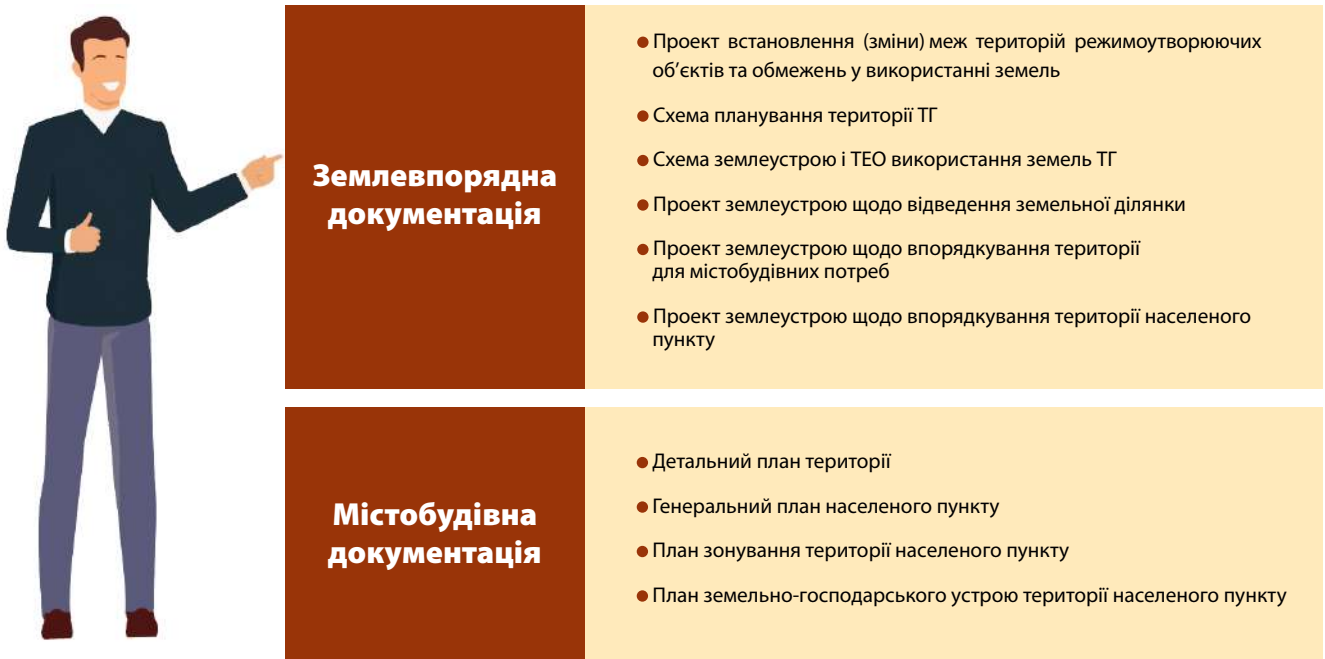 Землевпорядна
документація
● Проект встановлення (зміни) меж територій режимоутворюючих
об’єктів та обмежень у використанні земель
● Схема планування території ТГ
● Схема землеустрою і ТЕО використання земель ТГ
● Проект землеустрою щодо відведення земельної ділянки
● Проект землеустрою щодо впорядкування території
для містобудівних потреб
● Проект землеустрою щодо впорядкування території населеного
пункту
Містобудівна
документація
● Детальний план території
● Генеральний план населеного пункту
● План зонування території населеного пункту
● План земельно-господарського устрою території населеного пункту